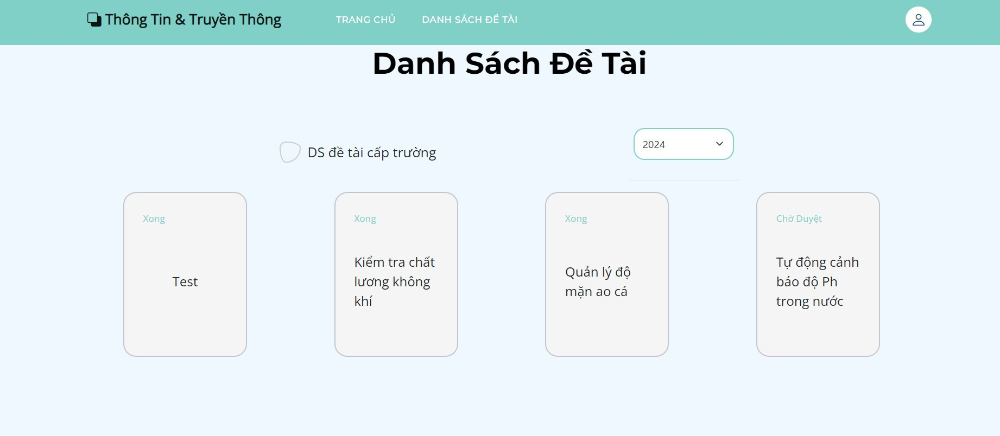 Thông Tin & Truyền Thông
TRANG CHỦ
DANH SÁCH ĐỀ TÀI
Danh Sách Đề Tài
DS đề tài cấp trường
2024
Xong
Test
Xong
Kiểm tra chất
lương không
khí
Xong
Quản lý độ
mặn ao cá
Chờ Duyệt
Tự động cảnh
báo độ Ph
trong nước